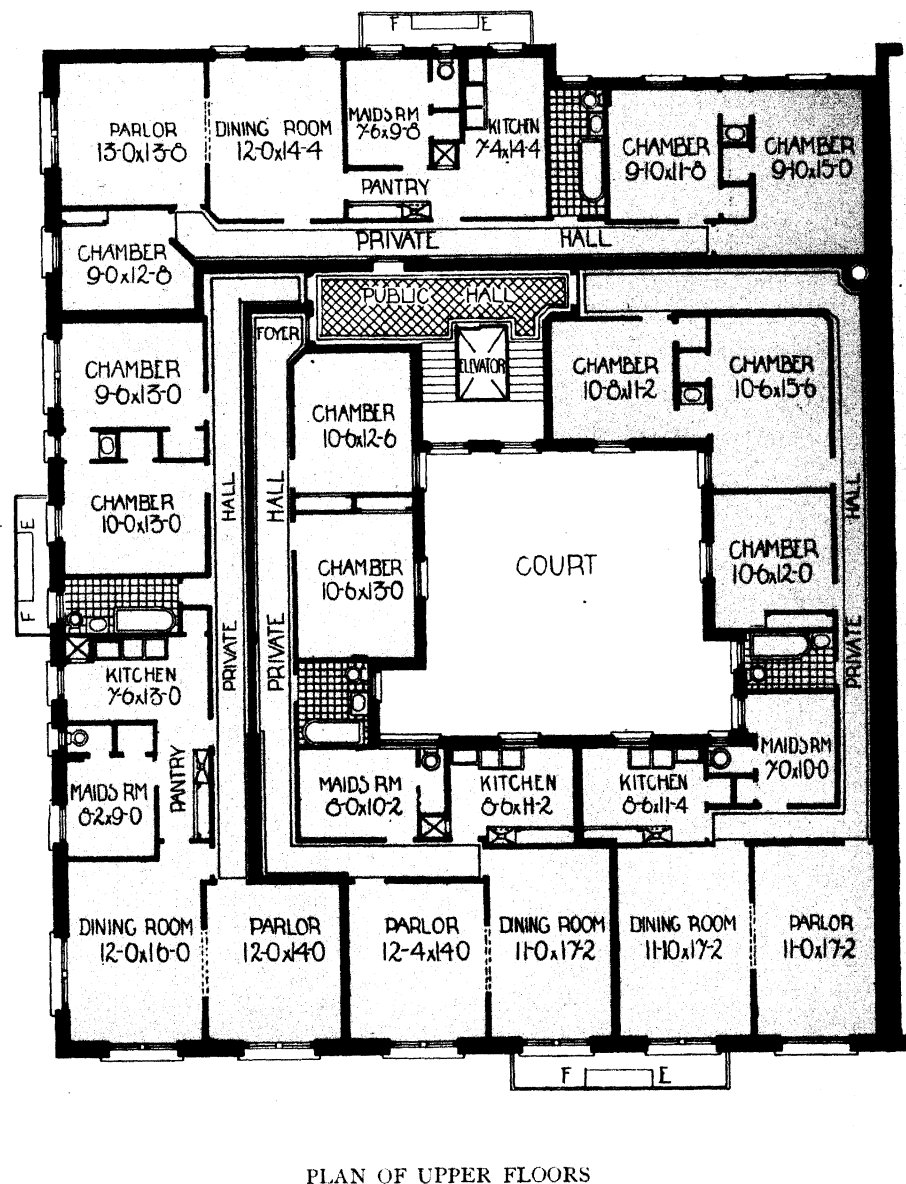 F E
PARLOR
13-0x13-8
DINING ROOM
12-0x14-4
MAIDS RM
7-6x9-8
KITCHEN
7-4x14-4
PANTRY
CHAMBER
9-10x11-8
CHAMBER
9-10x15-0
PRIVATE HALL
CHAMBER
9-0x12-8
PUBLIC HALL
FOYER
ELEVATOR
CHAMBER
9-6x13-0
CHAMBER
10-6x12-6
CHAMBER
10-8x11-2
CHAMBER
10-6x15-6
CHAMBER
10-0x13-0
PRIVATE HALL
PRIVATE HALL
CHAMBER
10-6x13-0
COURT
CHAMBER
10-6x12-0
PRIVATE HALL
F E
KITCHEN
7-6x13-0
PANTRY
MAIDS RM
8-2x9-0
MAIDS RM
8-0x10-2
KITCHEN
8-6x11-2
KITCHEN
8-6x11-4
MAIDS RM
7-0x10-0
DINING ROOM
12-0x16-0
PARLOR
12-0x14-0
PARLOR
12-4x14-0
DINING ROOM
11-0x17-2
DINING ROOM
11-10x17-2
PARLOR
11-0x17-2
F E
PLAN OF UPPER FLOORS